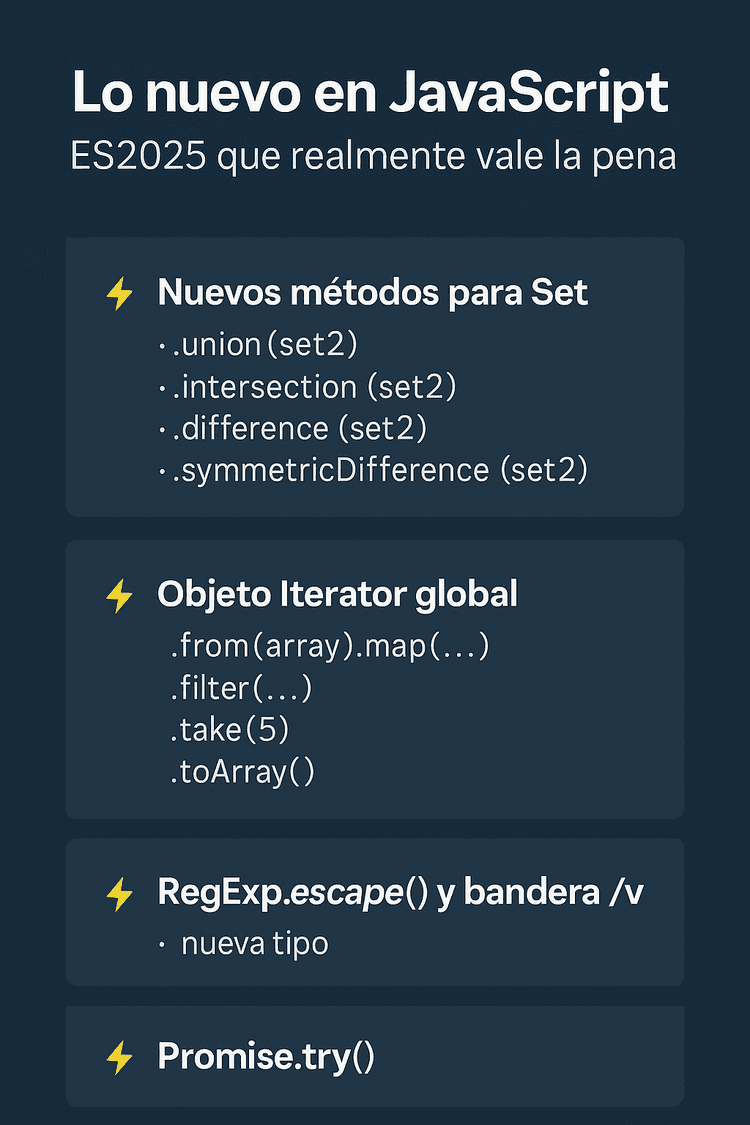 Lo nuevo en JavaScript
ES2025 que realmente vale la pena
Nuevos métodos para Set
· .union(set2)
· .intersection (set2)
· .difference (set2)
· .symmetricDifference (set2)
Objeto Iterator global
.from(array).map(...)
.filter(...)
.take(5)
.toArray()
RegExp.escape() y bandera /v
· nueva tipo
Promise.try()